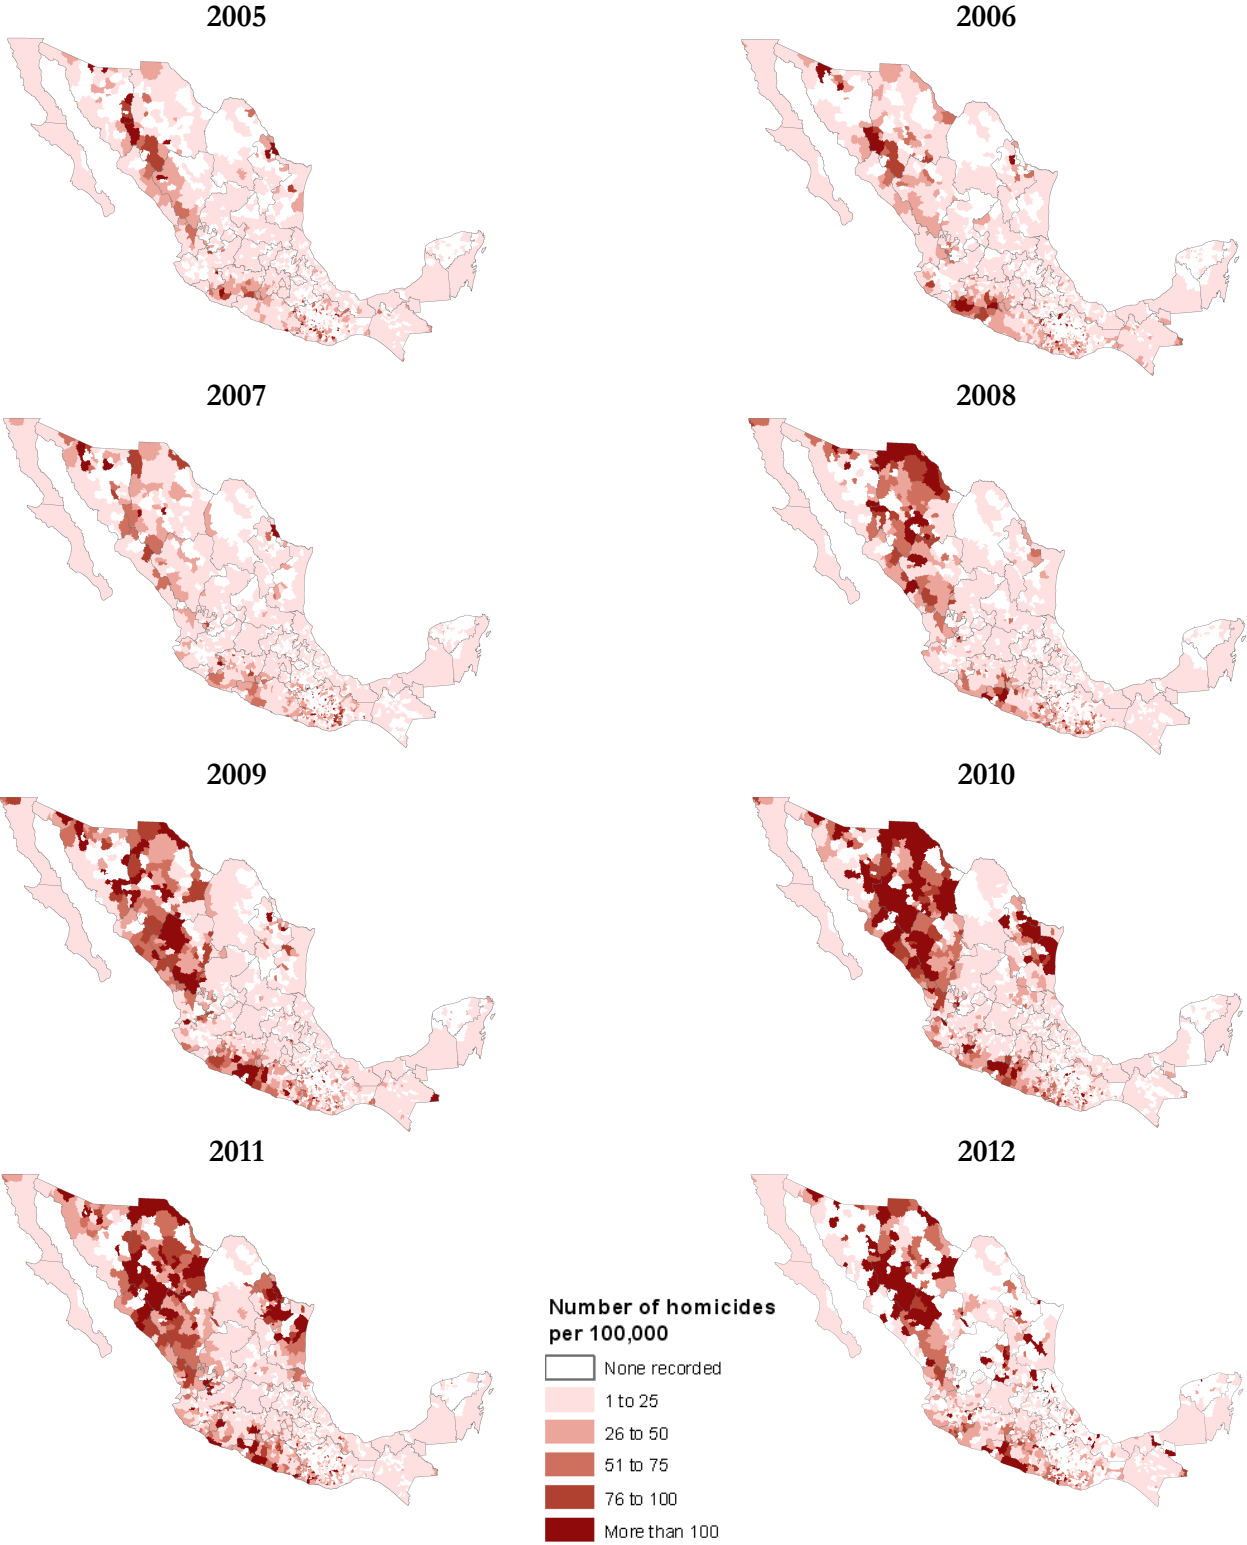 2005
2006
2007
2008
2009
2010
2011
2012
Number of homicides
per 100,000
None recorded
1 to 25
26 to 50
51 to 75
76 to 100
More than 100